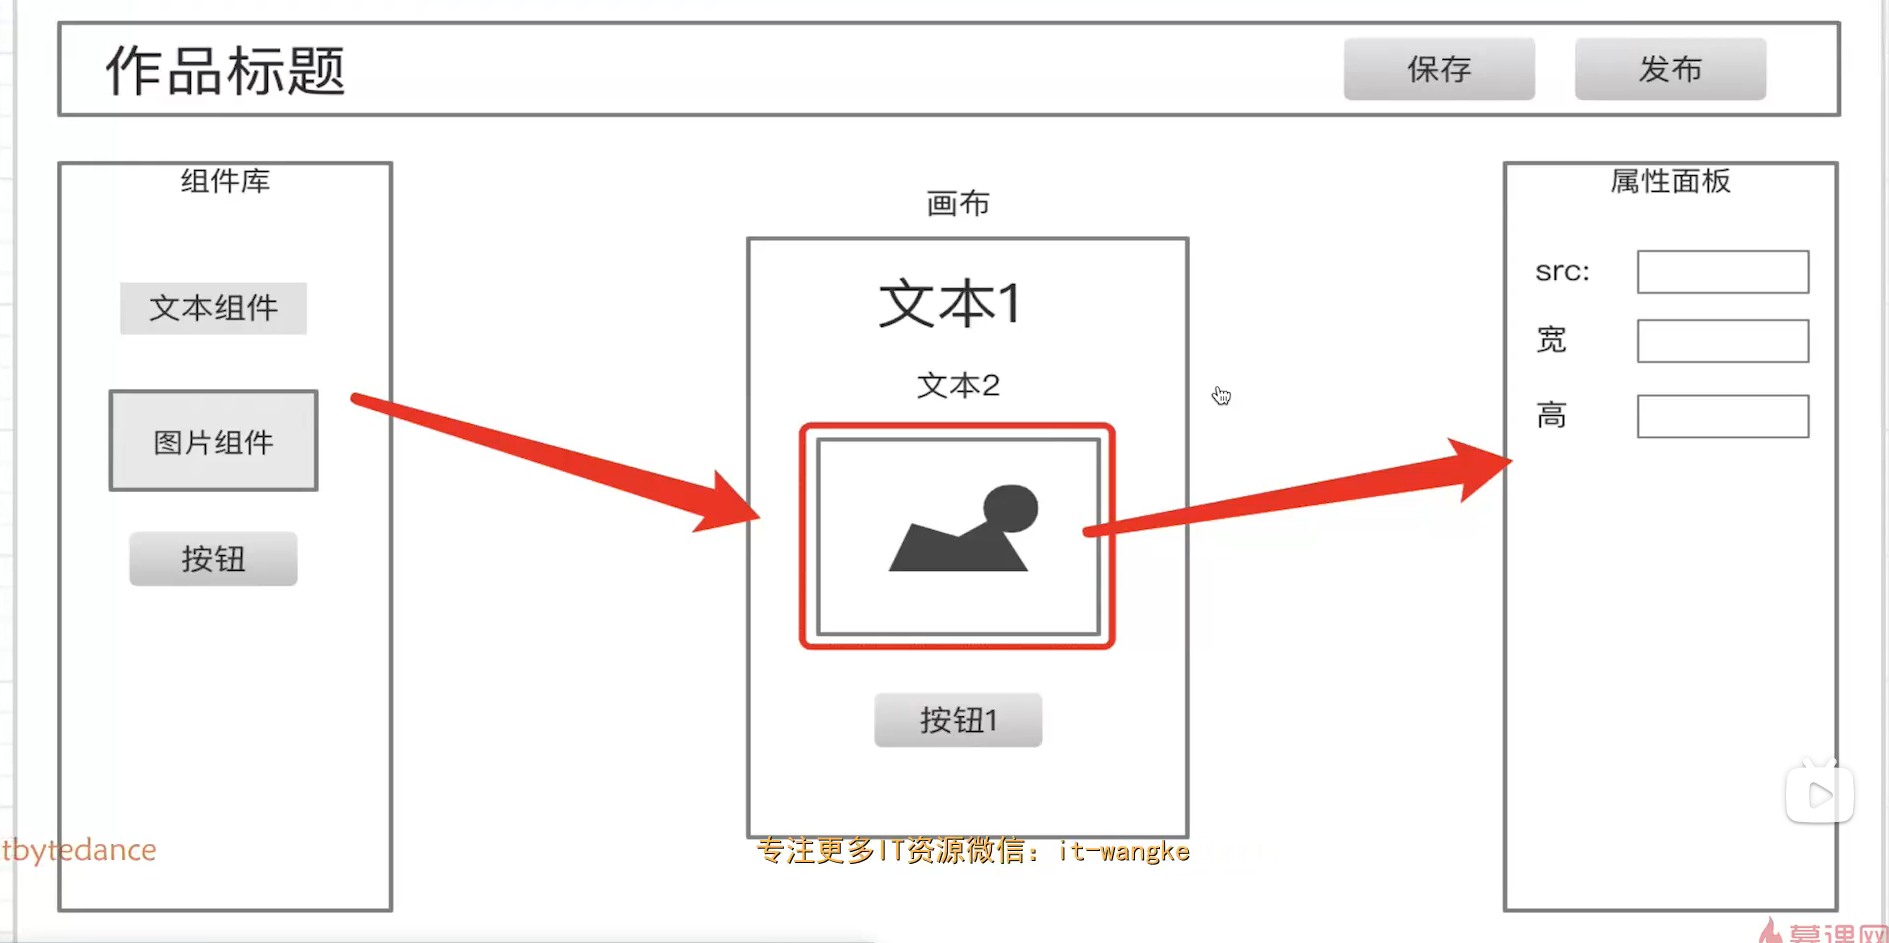 作品标题
保存
发布
组件库
文本组件
图片组件
按钮
画布
文本1
文本2
按钮1
属性面板
src:
宽
高
tbytedance
专注更多IT资源微信：it-wangke
慕课网